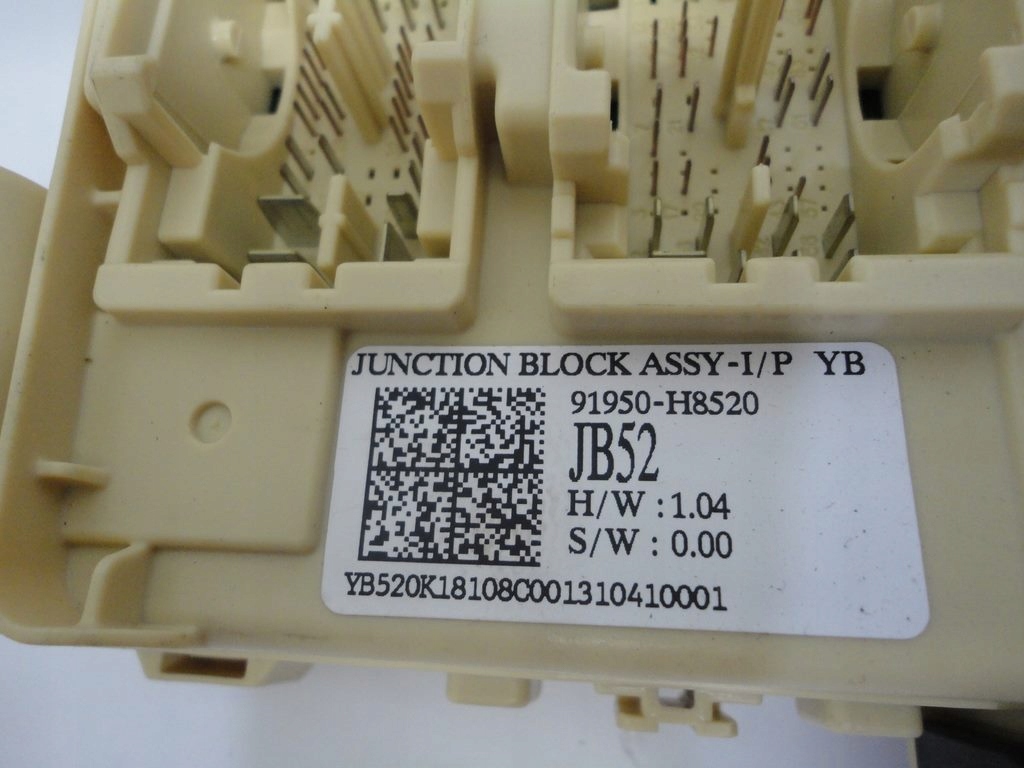 JUNCTION BLOCK ASSY-I/P YB
91950-H8520
JB52
H/W : 1.04
S/W : 0.00
YB520K18108C001310410001